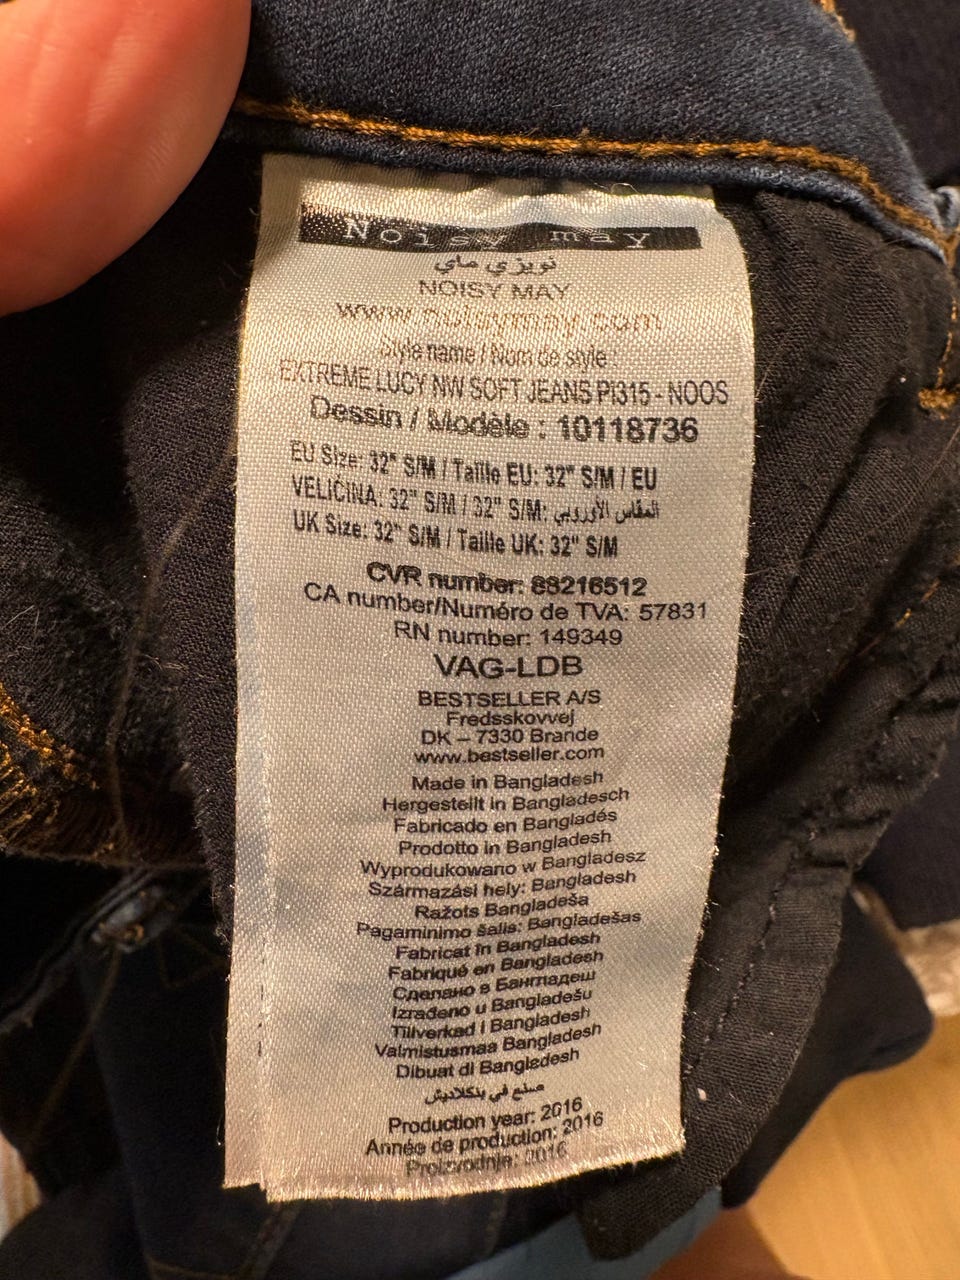 Noisy may
نويزي ماي
NOISY MAY
www.noisymay.com
Style name / Nom de style :
EXTREME LUCY NW SOFT JEANS PI315 - NOOS
Dessin / Modèle : 10118736
EU Size: 32" S/M / Taille EU: 32" S/M / EU
VELIČINA: 32" S/M / 32" S/M: المقاس الأوروبي
UK Size: 32" S/M / Taille UK: 32" S/M
CVR number: 88216512
CA number/Numéro de TVA: 57831
RN number: 149349
VAG-LDB
BESTSELLER A/S
Fredsskovvej
DK – 7330 Brande
www.bestseller.com
Made in Bangladesh
Hergestellt in Bangladesch
Fabricado en Bangladés
Prodotto in Bangladesh
Wyprodukowano w Bangladesz
Származási hely: Bangladesh
Ražots Bangladeša
Pagaminimo šalis: Bangladešas
Fabricat în Bangladesh
Fabriqué en Bangladesh
Сделано в Бангладеш
Izrađeno u Bangladešu
Tillverkad i Bangladesh
Valmistusmaa Bangladesh
Dibuat di Bangladesh
صنع في بنكلاديش
Production year: 2016
Année de production: 2016
Proizvodnje: 2016